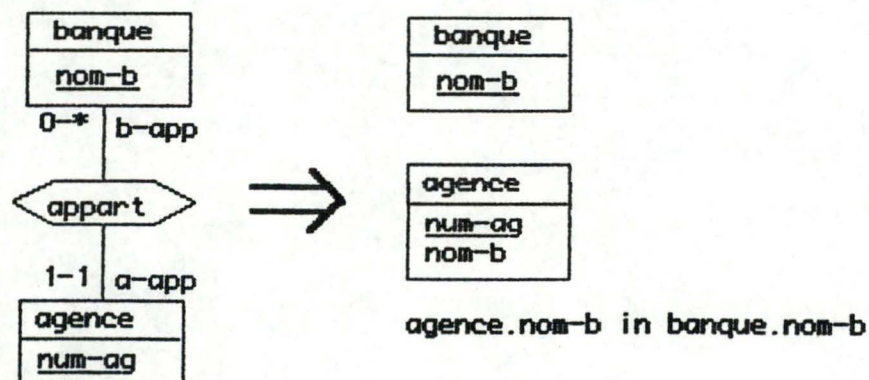 banque
nom-b
0-* b-app
appart
1-1 a-app
agence
num-ag
banque
nom-b
agence
num-ag
nom-b
agence.nom-b in banque.nom-b